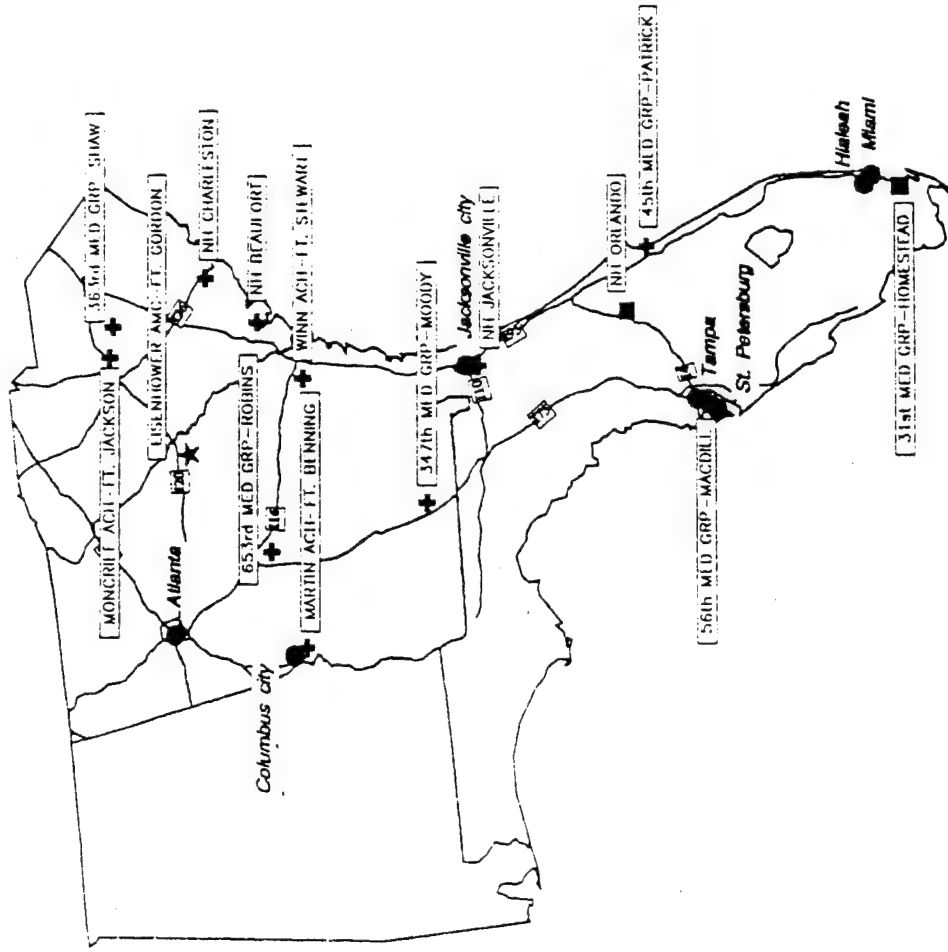 363rd MED GRP SHAW
MONCRIEF ACH-FT. JACKSON
EISENHOWER AMC-FT. GORDON
NH CHARLESTON
I20
Atlanta
653rd MED GRP-ROBINS
NH BEAUFORT
I16
WINN ACH-FT. STEWART
MARTIN ACH-FT. BENNING
Columbus city
347th MED GRP-MOODY
Jacksonville city
NH JACKSONVILLE
I10
NH ORLANDO
45th MED GRP-PATRICK
Tampa
St. Petersburg
56th MED GRP-MACDILL
Hialeah
Miami
31st MED GRP-HOMESTEAD